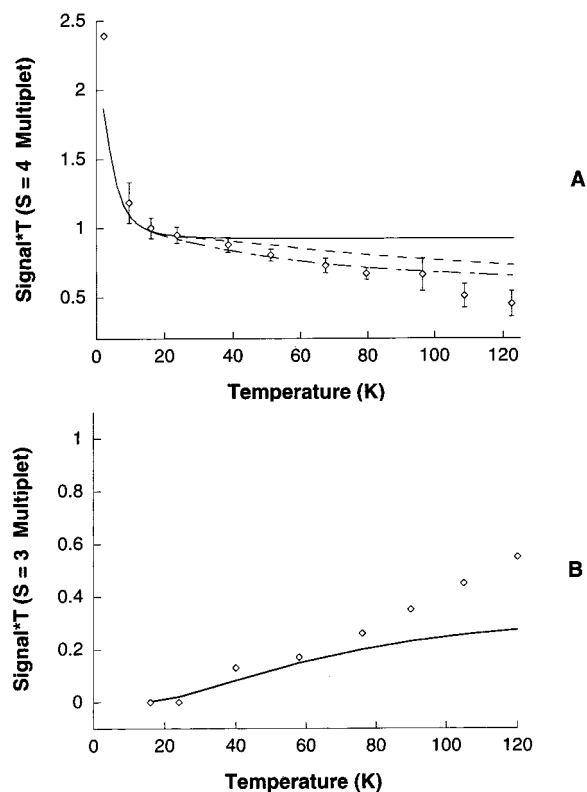 2.5
2
1.5
1
0.5
Signal*T (S = 4 Multiplet)
A
0 20 40 60 80 100 120
Temperature (K)
1
0.8
0.6
0.4
0.2
0
Signal*T (S = 3 Multiplet)
B
0 20 40 60 80 100 120
Temperature (K)